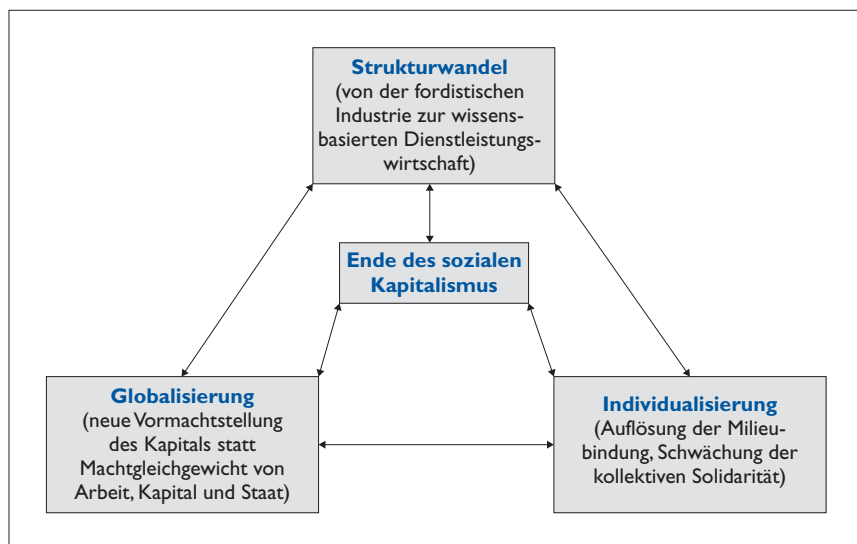 Strukturwandel
(von der fordistischen
Industrie zur wissens-
basierten Dienstleistungs-
wirtschaft)
Ende des sozialen
Kapitalismus
Globalisierung
(neue Vormachtstellung
des Kapitals statt
Machtgleichgewicht von
Arbeit, Kapital und Staat)
Individualisierung
(Auflösung der Milieu-
bindung, Schwächung der
kollektiven Solidarität)